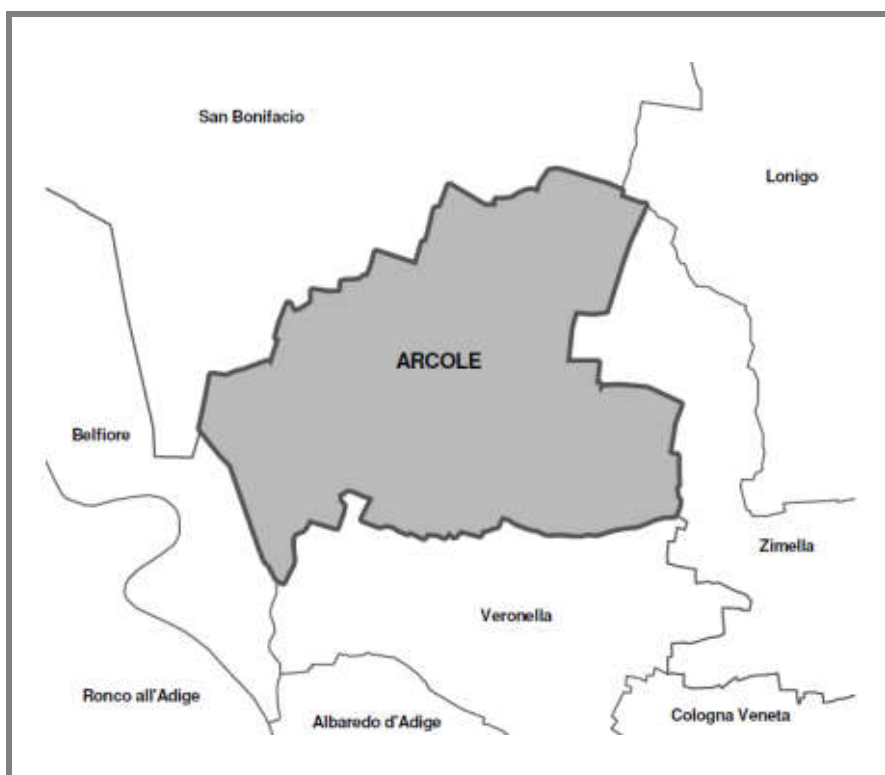 San Bonifacio
Lonigo
ARCOLE
Belfiore
Zimella
Veronella
Ronco all'Adige
Albaredo d'Adige
Cologna Veneta